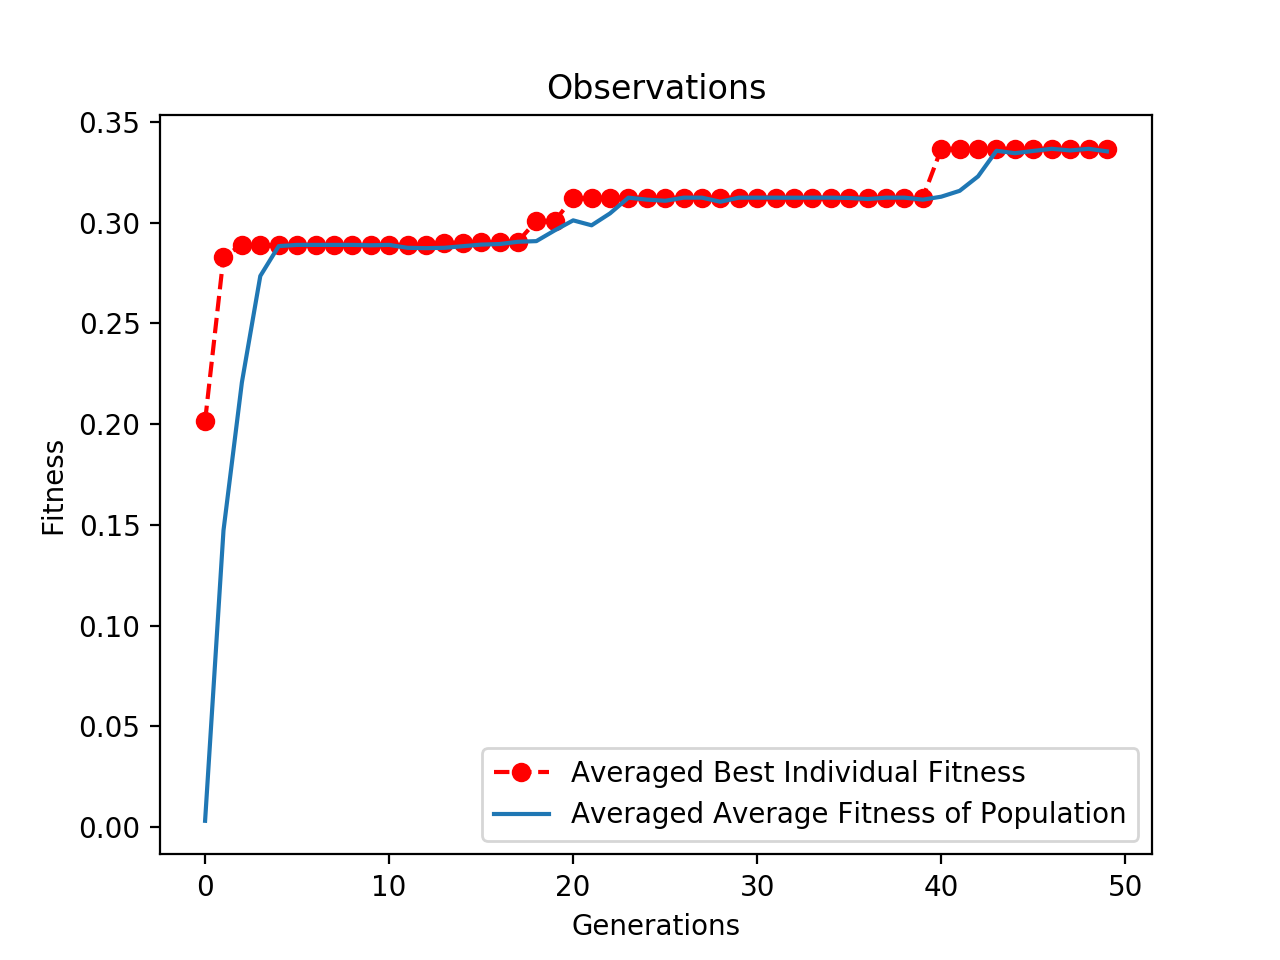 Observations
0.35
0.30
0.25
0.20
0.15
0.10
0.05
0.00
Fitness
Averaged Best Individual Fitness
Averaged Average Fitness of Population
0 10 20 30 40 50
Generations